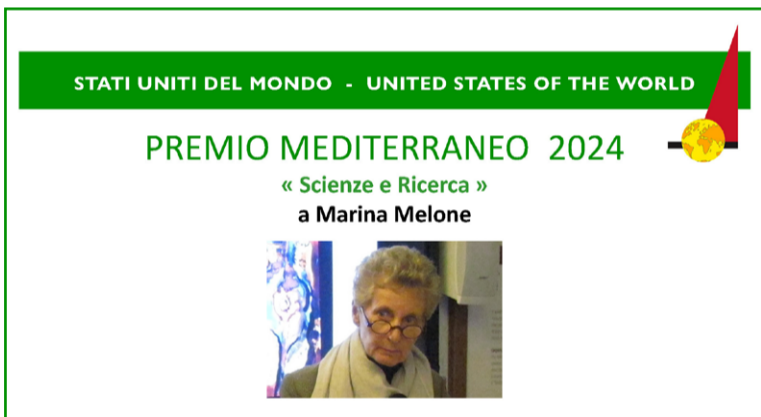 STATI UNITI DEL MONDO - UNITED STATES OF THE WORLD
PREMIO MEDITERRANEO 2024
« Scienze e Ricerca »
a Marina Melone